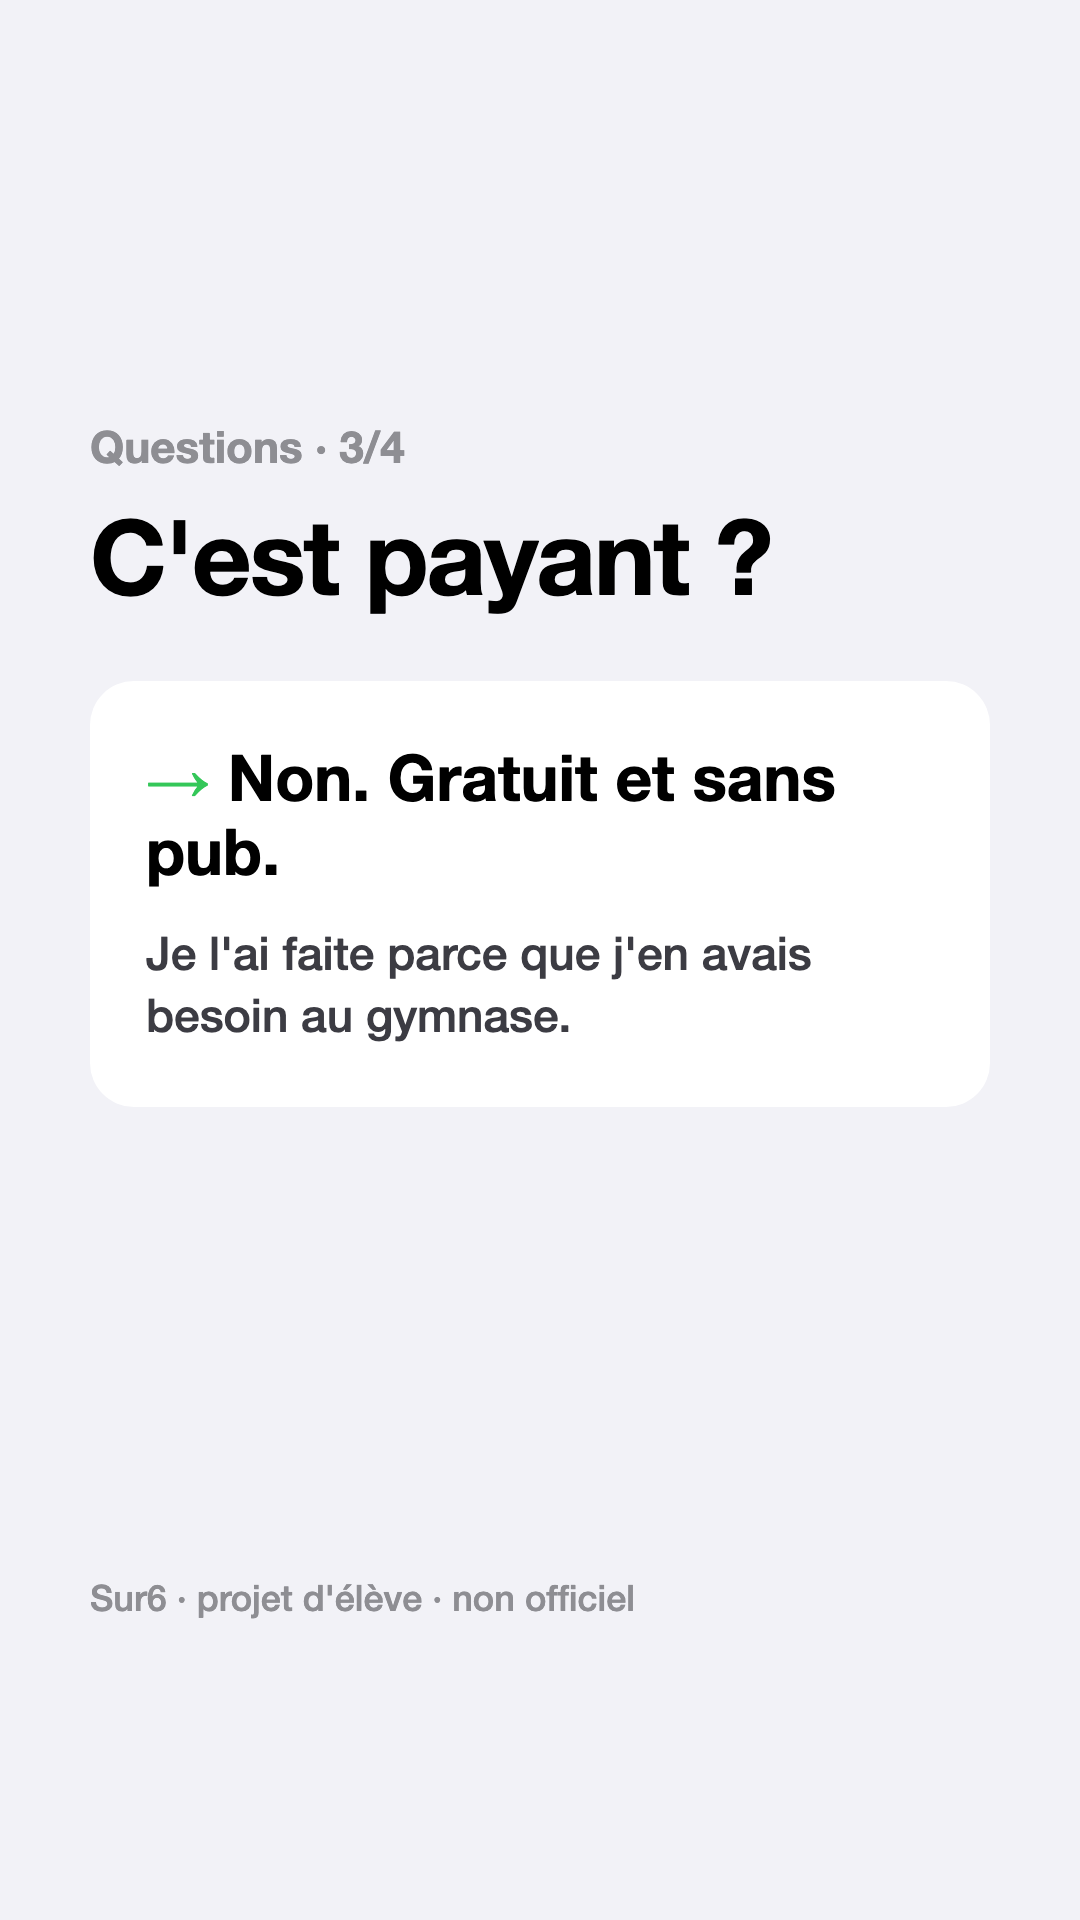 Questions · 3/4
C'est payant ?
→ Non. Gratuit et sans
pub.
Je l'ai faite parce que j'en avais
besoin au gymnase.
Sur6 · projet d'élève · non officiel